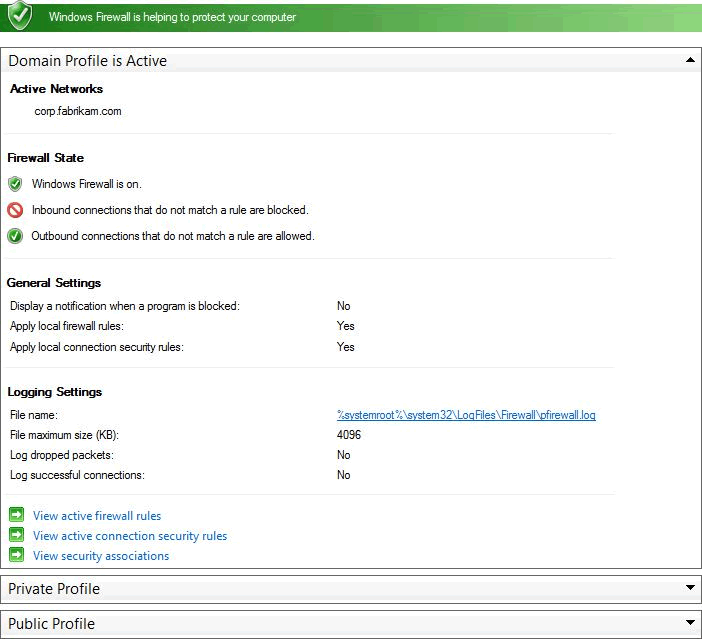 Windows Firewall is helping to protect your computer
Domain Profile is Active
Active Networks
corp.fabrikam.com
Firewall State
Windows Firewall is on.
Inbound connections that do not match a rule are blocked.
Outbound connections that do not match a rule are allowed.
General Settings
Display a notification when a program is blocked: No
Apply local firewall rules: Yes
Apply local connection security rules: Yes
Logging Settings
File name: %systemroot%\system32\LogFiles\Firewall\pfirewall.log
File maximum size (KB): 4096
Log dropped packets: No
Log successful connections: No
View active firewall rules
View active connection security rules
View security associations
Private Profile
Public Profile